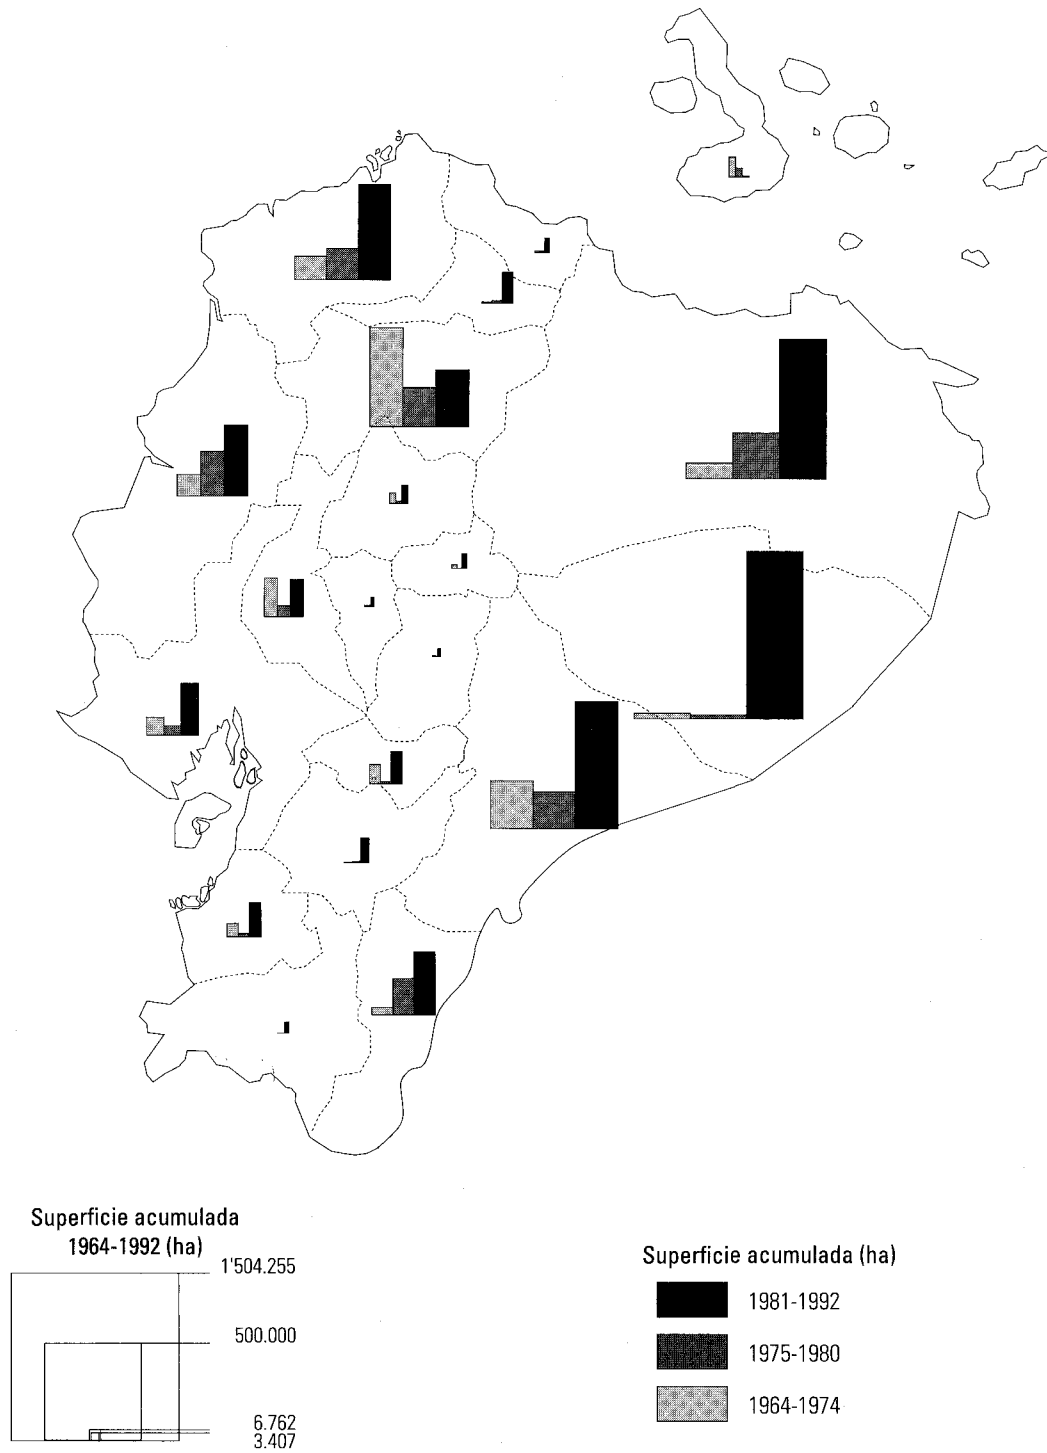 Superficie acumulada
1964-1992 (ha)
1'504.255
500.000
6.762
3.407
Superficie acumulada (ha)
1981-1992
1975-1980
1964-1974